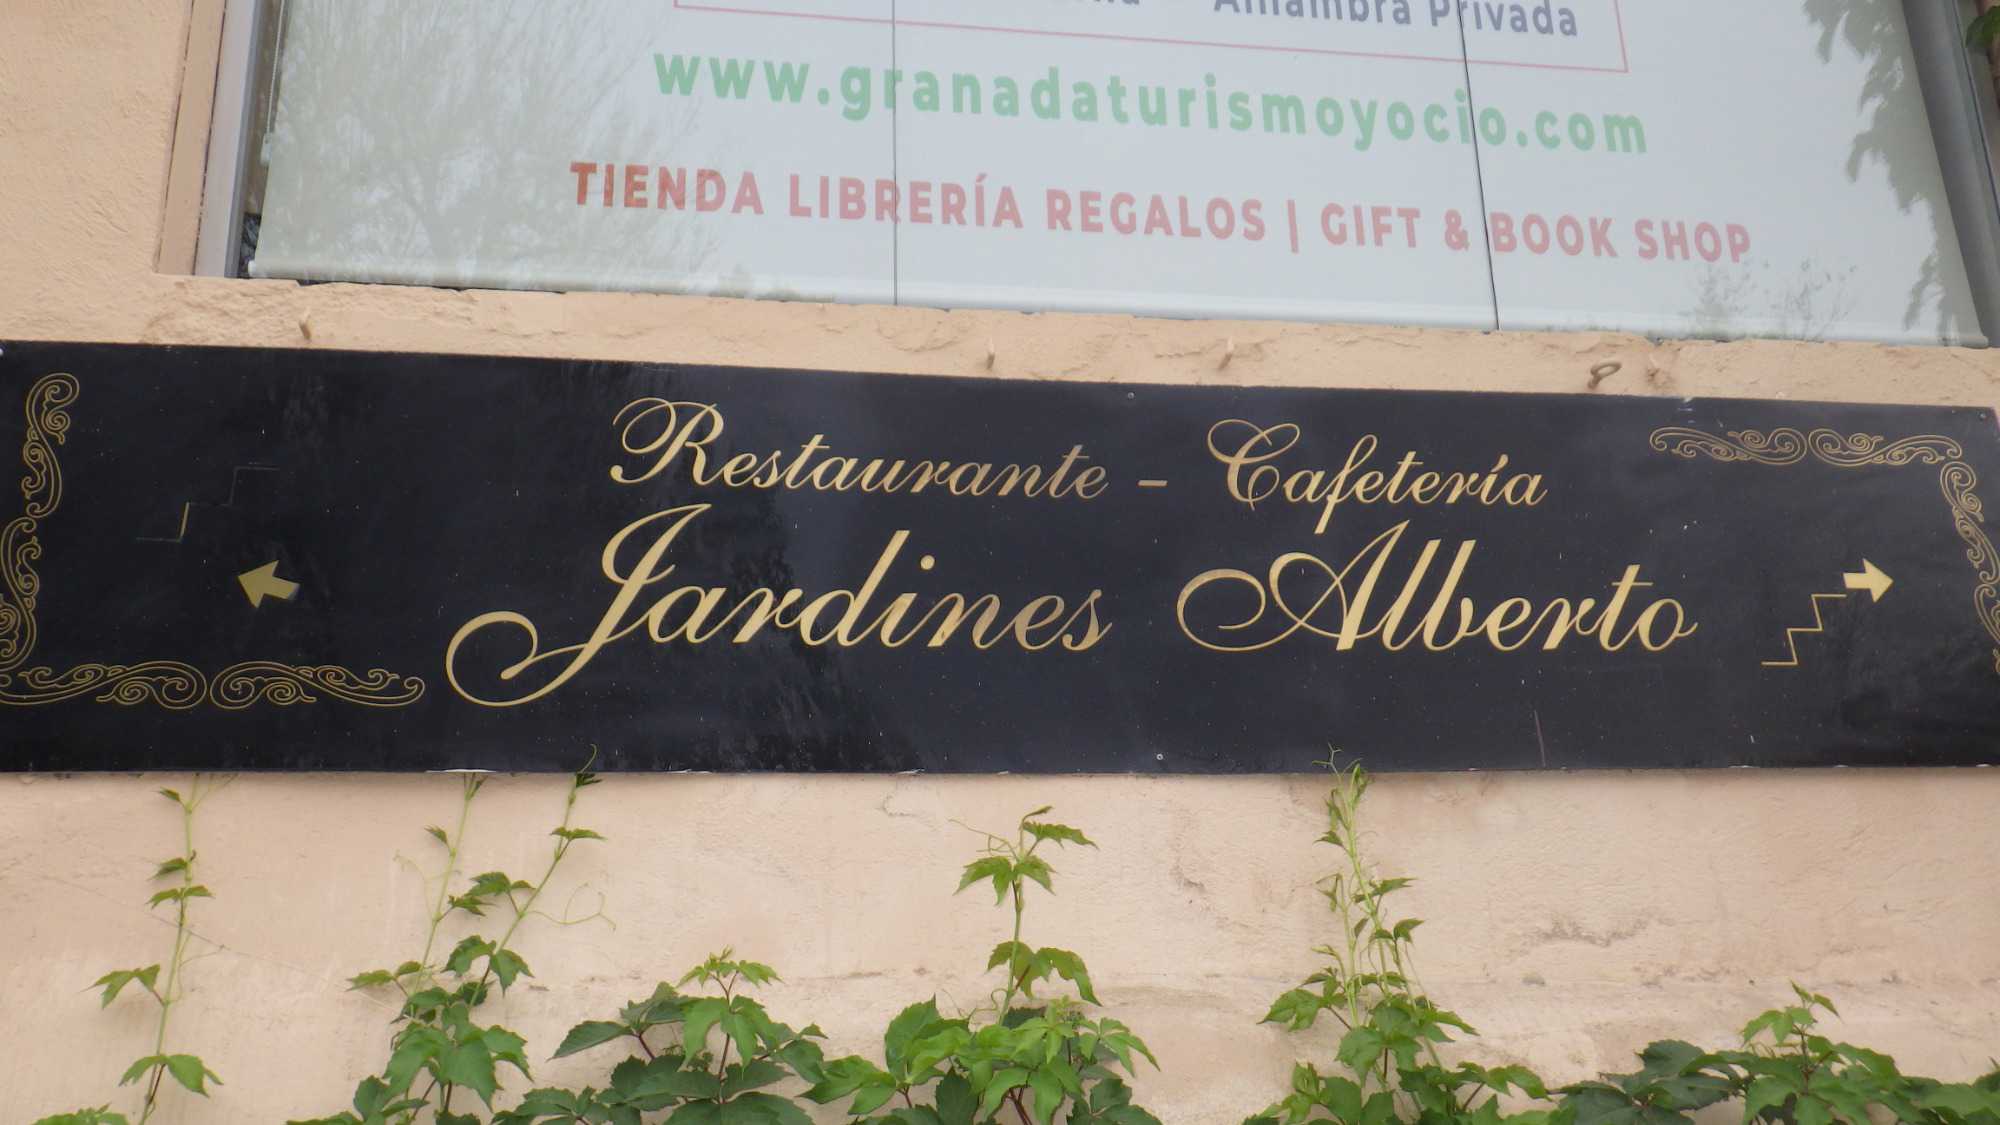 Alhambra Privada
www.granadaturismoyocio.com
TIENDA LIBRERÍA REGALOS | GIFT & BOOK SHOP
Restaurante - Cafetería
Jardines Alberto